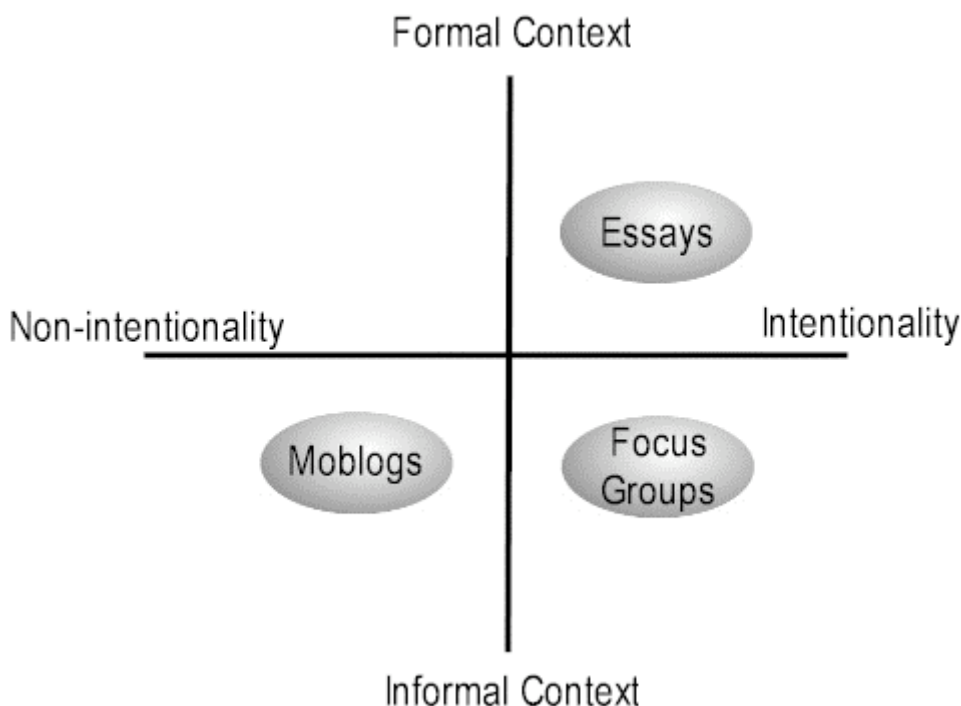 Formal Context
Essays
Non-intentionality
Intentionality
Moblogs
Focus
Groups
Informal Context